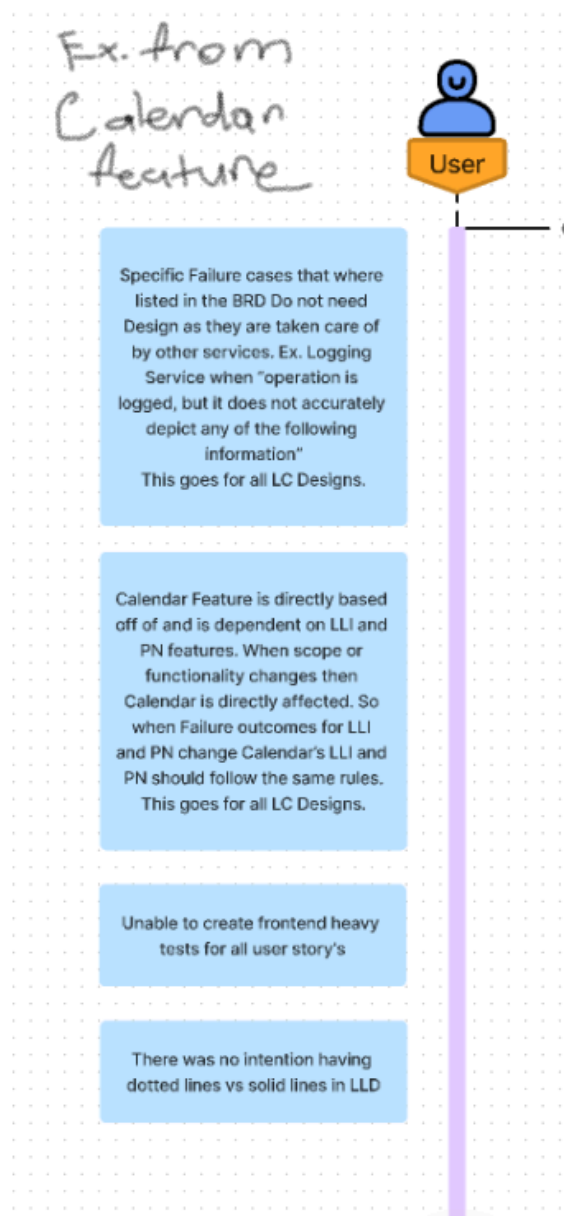 Ex. from
Calendar
feature
User
Specific Failure cases that where
listed in the BRD Do not need
Design as they are taken care of
by other services. Ex. Logging
Service when "operation is
logged, but it does not accurately
depict any of the following
information"
This goes for all LC Designs.
Calendar Feature is directly based
off of and is dependent on LLI and
PN features. When scope or
functionality changes then
Calendar is directly affected. So
when Failure outcomes for LLI
and PN change Calendar's LLI and
PN should follow the same rules.
This goes for all LC Designs.
Unable to create frontend heavy
tests for all user story's
There was no intention having
dotted lines vs solid lines in LLD